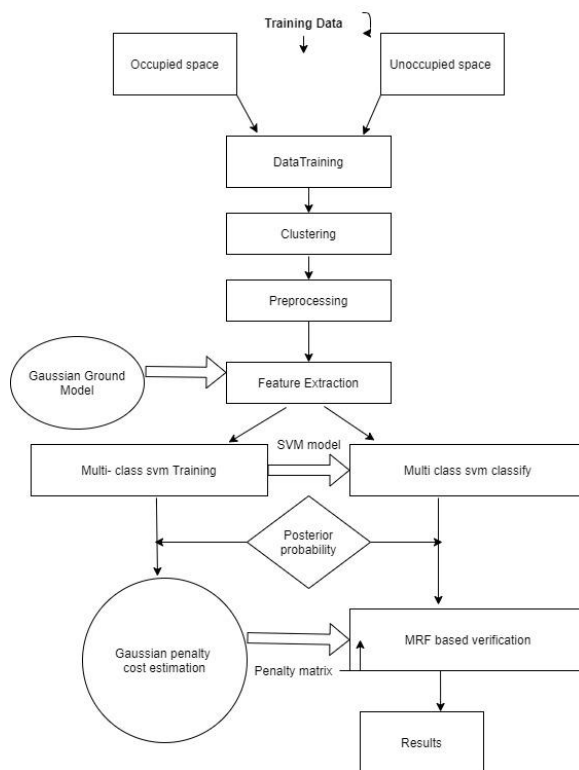 Training Data
Occupied space
Unoccupied space
DataTraining
Clustering
Preprocessing
Gaussian Ground
Model
Feature Extraction
SVM model
Multi- class svm Training
Multi class svm classify
Posterior
probability
Gaussian penalty
cost estimation
MRF based verification
Penalty matrix
Results